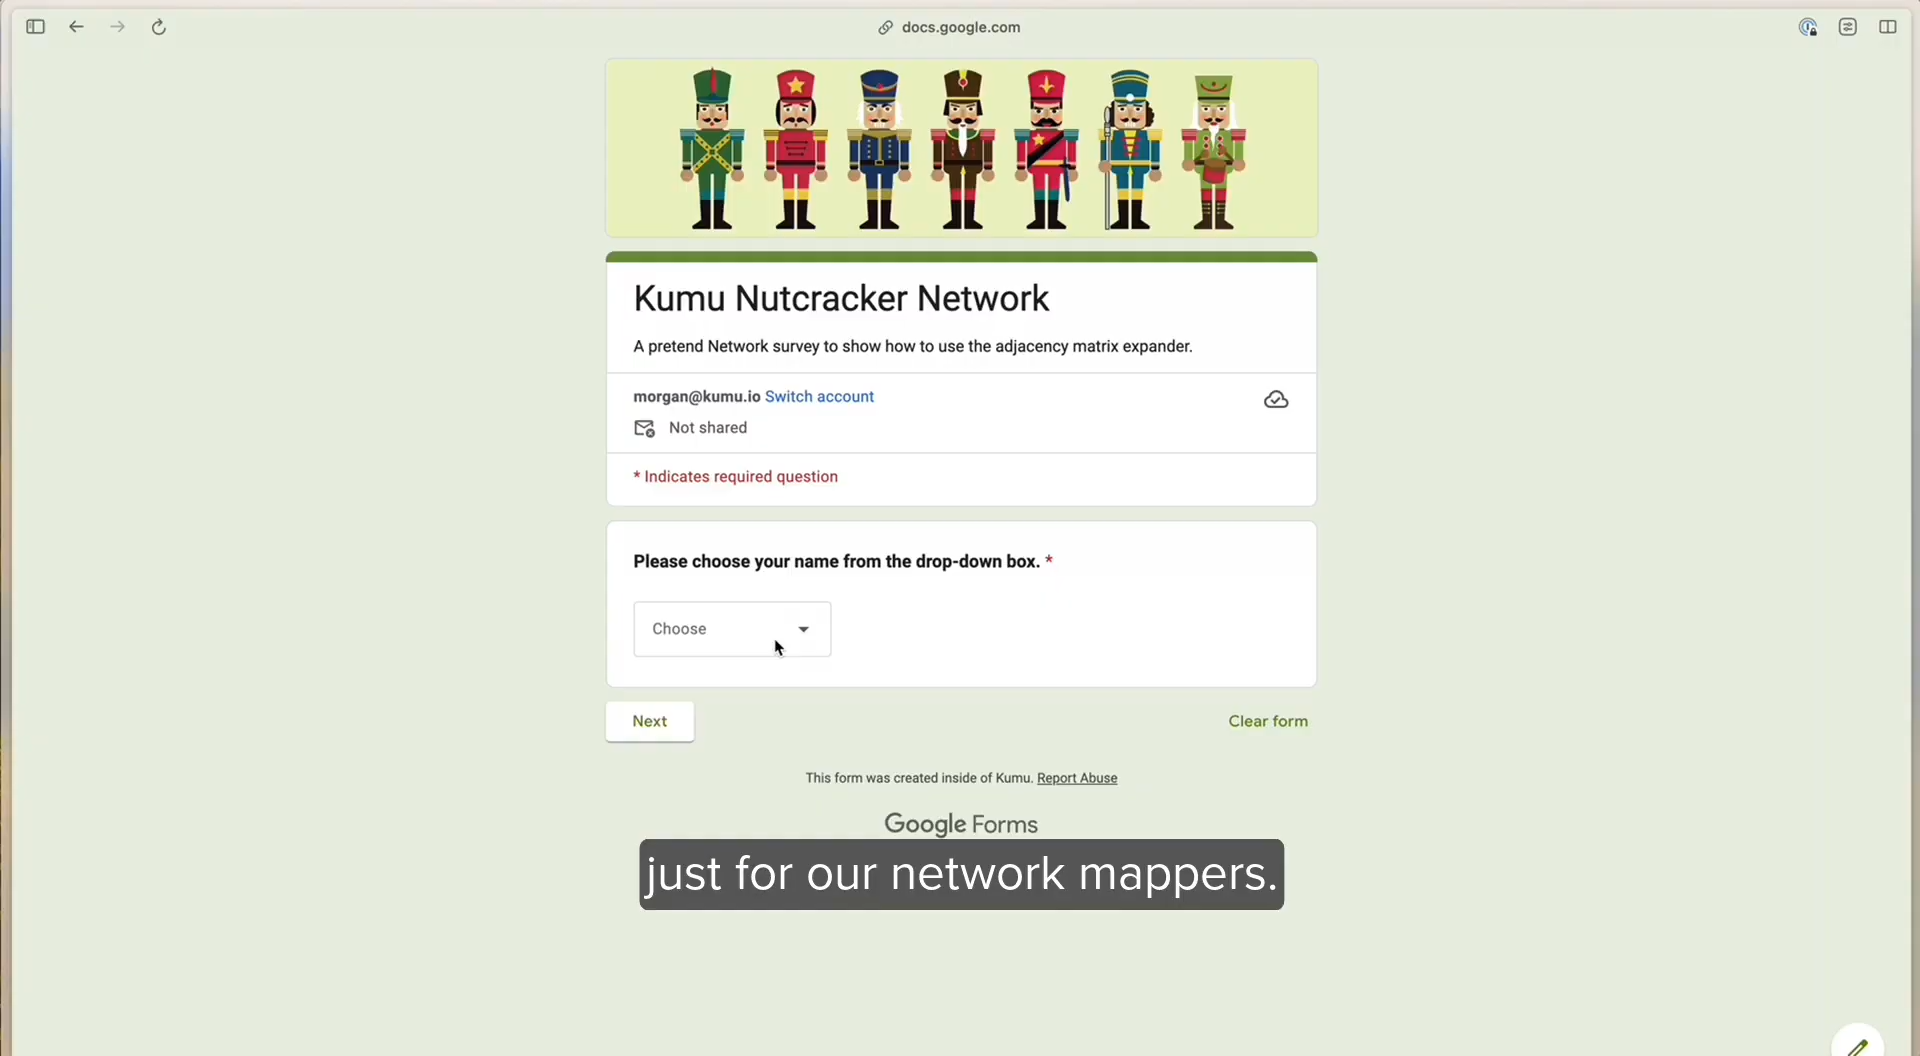 docs.google.com
Kumu Nutcracker Network
A pretend Network survey to show how to use the adjacency matrix expander.
morgan@kumu.io Switch account
Not shared
* Indicates required question
Please choose your name from the drop-down box. *
Choose
Next
Clear form
This form was created inside of Kumu. Report Abuse
Google Forms
just for our network mappers.